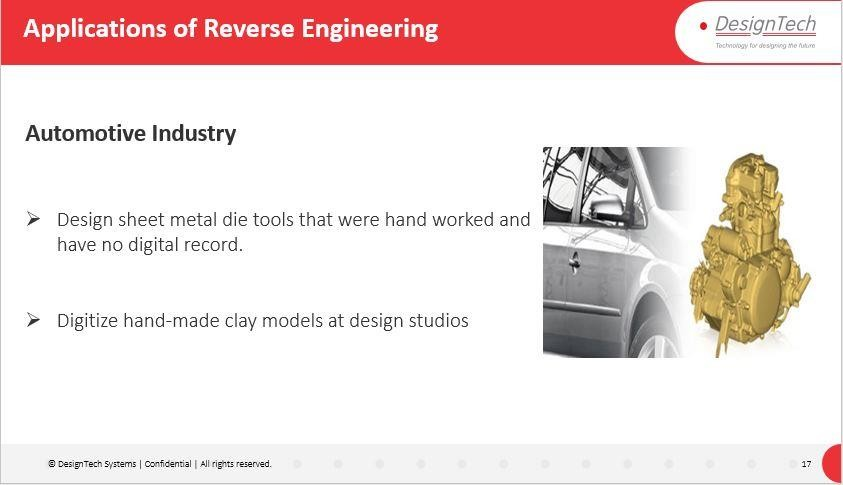 Applications of Reverse Engineering
DesignTech
Technology for designing the future
Automotive Industry
➢ Design sheet metal die tools that were hand worked and
have no digital record.
➢ Digitize hand-made clay models at design studios
© DesignTech Systems | Confidential | All rights reserved.
17